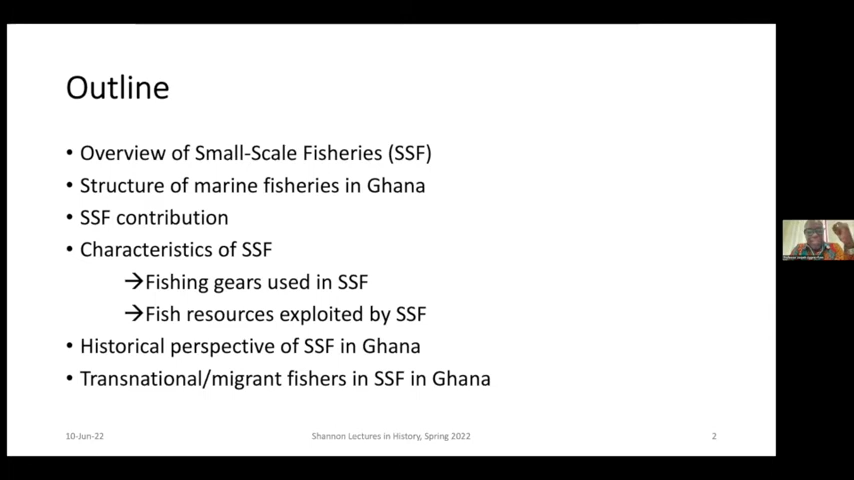 Outline
• Overview of Small-Scale Fisheries (SSF)
• Structure of marine fisheries in Ghana
• SSF contribution
• Characteristics of SSF
→Fishing gears used in SSF
→Fish resources exploited by SSF
• Historical perspective of SSF in Ghana
• Transnational/migrant fishers in SSF in Ghana
10-Jun-22
Shannon Lectures in History, Spring 2022
2